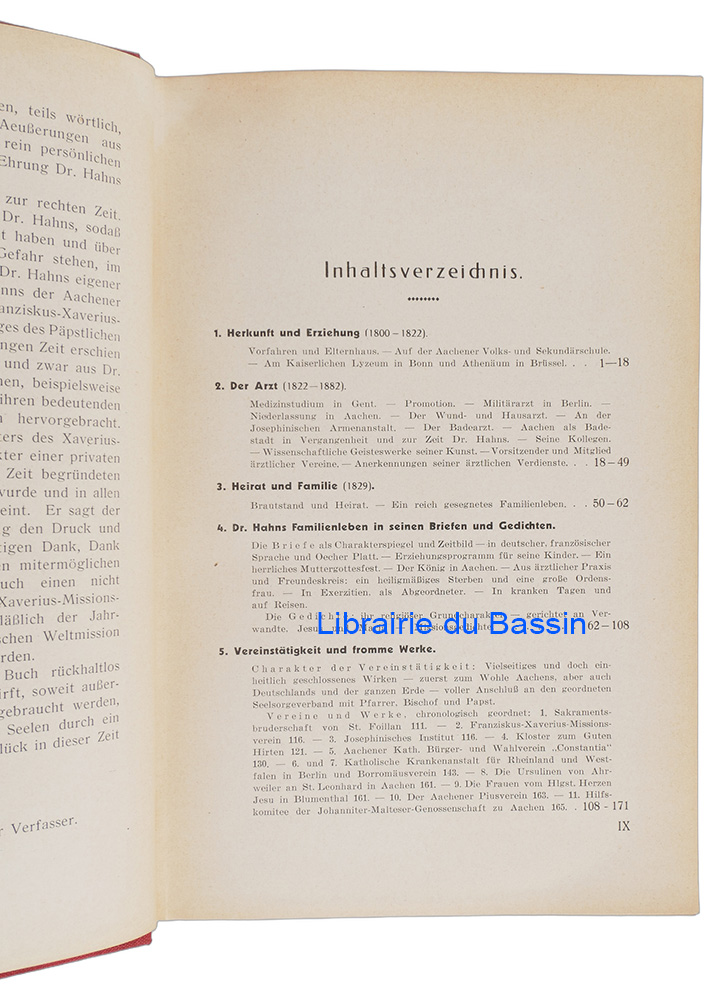 en, teils wörtlich,
Aeußerungen aus
rein persönlichen
Ehrung Dr. Hahns
zur rechten Zeit.
Dr. Hahns, sodaß
t haben und über
Gefahr stehen, im
Dr. Hahns eigener
nns der Aachener
anziskus-Xaverius-
ges des Päpstlichen
ngen Zeit erschien
und zwar aus Dr.
nen, beispielsweise
ihren bedeutenden
hervorgebracht.
ters des Xaverius-
kter einer privaten
Zeit begründeten
wurde und in allen
eint. Er sagt der
g den Druck und
tigen Dank, Dank
en mitermöglichen
uch einen nicht
Xaverius-Missions-
läßlich der Jahr-
schen Weltmission
rden.
Buch rückhaltlos
irft, soweit außer-
gebraucht werden,
Seelen durch ein
lück in dieser Zeit
r Verfasser.
Inhaltsverzeichnis.
1. Herkunft und Erziehung (1800–1822).
Vorfahren und Elternhaus. — Auf der Aachener Volks- und Sekundärschule.
— Am Kaiserlichen Lyzeum in Bonn und Athenäum in Brüssel. . . 1—18
2. Der Arzt (1822—1882).
Medizinstudium in Gent. — Promotion. — Militärarzt in Berlin. —
Niederlassung in Aachen. — Der Wund- und Hausarzt. — An der
Josephinischen Armenanstalt. — Der Badearzt. — Aachen als Bade-
stadt in Vergangenheit und zur Zeit Dr. Hahns. — Seine Kollegen.
— Wissenschaftliche Geisteswerke seiner Kunst. — Vorsitzender und Mitglied
ärztlicher Vereine. — Anerkennungen seiner ärztlichen Verdienste. . . 18—49
3. Heirat und Familie (1829).
Brautstand und Heirat. — Ein reich gesegnetes Familienleben. . . 50—62
4. Dr. Hahns Familienleben in seinen Briefen und Gedichten.
Die Briefe als Charakterspiegel und Zeitbild — in deutscher, französischer
Sprache und Oecher Platt. — Erziehungsprogramm für seine Kinder. — Ein
herrliches Muttergottesfest. — Der König in Aachen. — Aus ärztlicher Praxis
und Freundeskreis: ein heiligmäßiges Sterben und eine große Ordens-
frau. — In Exerzitien, als Abgeordneter. — In kranken Tagen und
auf Reisen.
Die Gedichte: ihr religiöser Grundcharakter — gerichtet an Ver-
wandte. Jesu und Maria — Missionsgedichte 62—108
Librairie du Bassin
5. Vereinstätigkeit und fromme Werke.
Charakter der Vereinstätigkeit: Vielseitiges und doch ein-
heitlich geschlossenes Wirken — zuerst zum Wohle Aachens, aber auch
Deutschlands und der ganzen Erde — voller Anschluß an den geordneten
Seelsorgeverband mit Pfarrer. Bischof und Papst.
Vereine und Werke, chronologisch geordnet: 1. Sakraments-
bruderschaft von St. Foillan 111. — 2. Franziskus-Xaverius-Missions-
verein 116. — 3. Josephinisches Institut 116. — 4. Kloster zum Guten
Hirten 121. — 5. Aachener Kath. Bürger- und Wahlverein „Constantia"
130. — 6. und 7. Katholische Krankenanstalt für Rheinland und West-
falen in Berlin und Borromäusverein 143. — 8. Die Ursulinen von Ahr-
weiler an St. Leonhard in Aachen 161. — 9. Die Frauen vom Hlgst. Herzen
Jesu in Blumenthal 161. — 10. Der Aachener Piusverein 163. — 11. Hilfs-
komitee der Johanniter-Malteser-Genossenschaft zu Aachen 165. . 108-171
IX